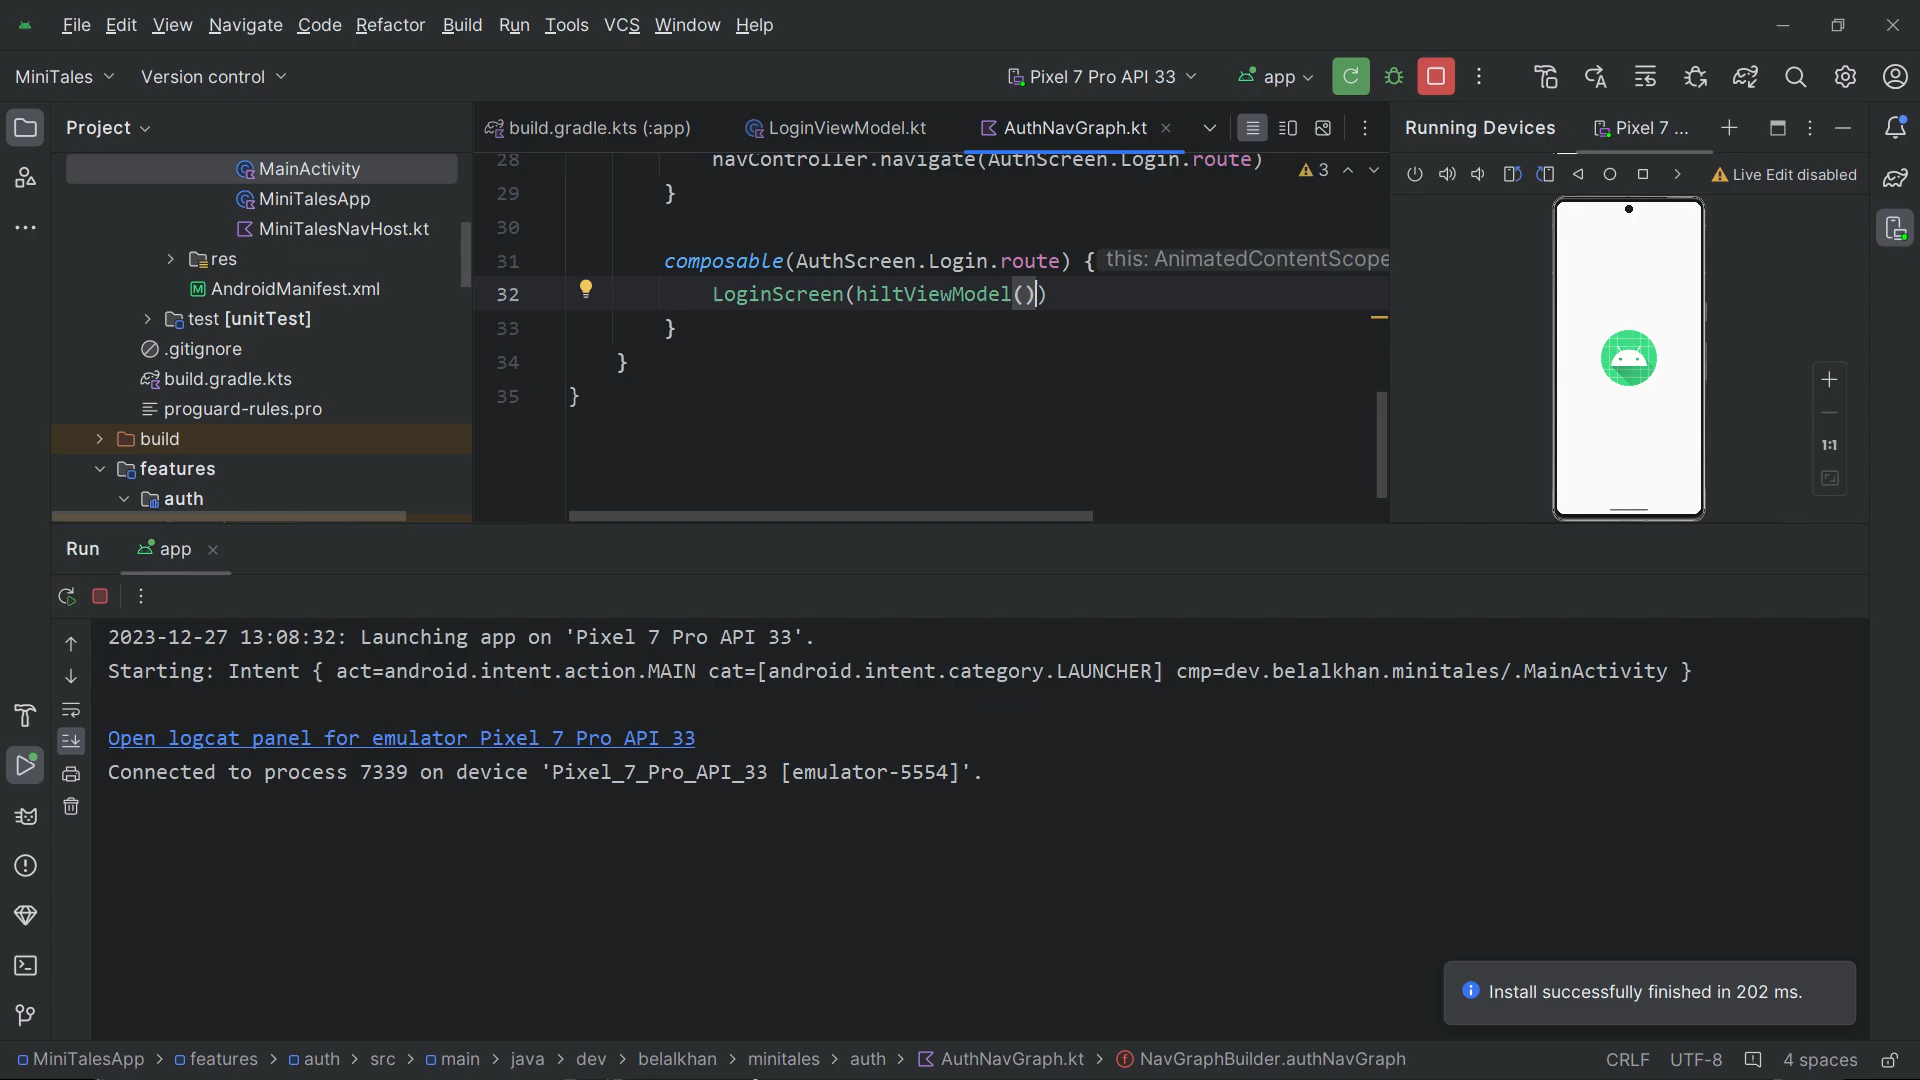 File Edit View Navigate Code Refactor Build Run Tools VCS Window Help
MiniTales Version control Pixel 7 Pro API 33 app
Project
MainActivity
MiniTalesApp
MiniTalesNavHost.kt
res
AndroidManifest.xml
test [unitTest]
.gitignore
build.gradle.kts
proguard-rules.pro
build
features
auth
build.gradle.kts (:app) LoginViewModel.kt AuthNavGraph.kt
28 navController.navigate(AuthScreen.Login.route)
29 }
30
31 composable(AuthScreen.Login.route) { this: AnimatedContentScope
32 LoginScreen(hiltViewModel())
33 }
34 }
35 }
3
Running Devices Pixel 7 ...
Live Edit disabled
1:1
Run app
2023-12-27 13:08:32: Launching app on 'Pixel 7 Pro API 33'.
Starting: Intent { act=android.intent.action.MAIN cat=[android.intent.category.LAUNCHER] cmp=dev.belalkhan.minitales/.MainActivity }
Open logcat panel for emulator Pixel 7 Pro API 33
Connected to process 7339 on device 'Pixel_7_Pro_API_33 [emulator-5554]'.
Install successfully finished in 202 ms.
MiniTalesApp > features > auth > src > main > java > dev > belalkhan > minitales > auth > AuthNavGraph.kt > NavGraphBuilder.authNavGraph
CRLF UTF-8 4 spaces